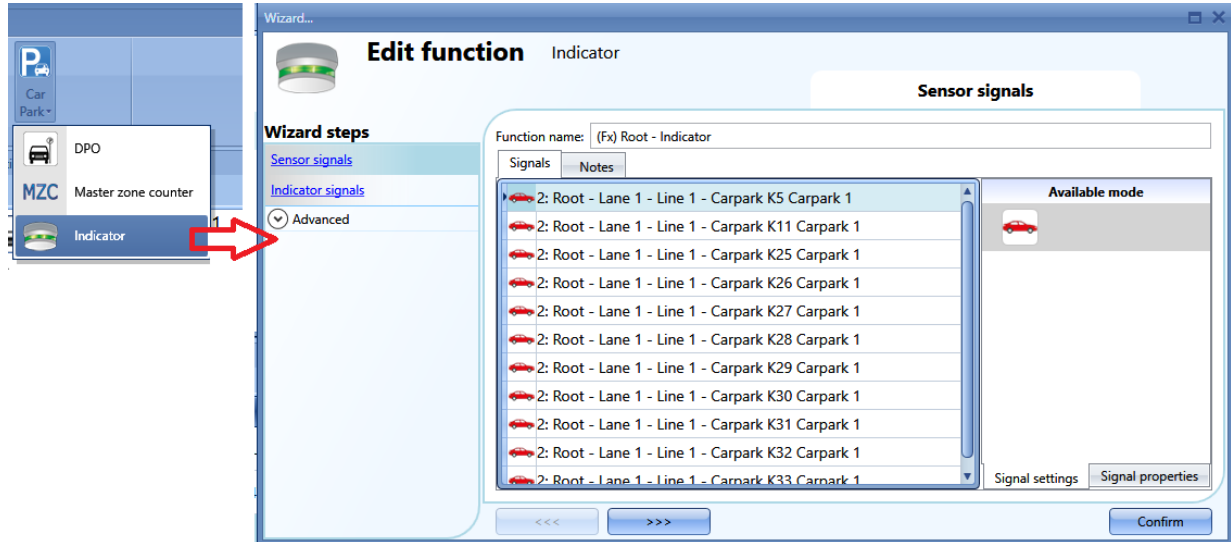 Car
Park
DPO
MZC Master zone counter
Indicator
1
Wizard...
Edit function Indicator
Sensor signals
Wizard steps
Sensor signals
Indicator signals
Advanced
Function name: (Fx) Root - Indicator
Signals Notes
2: Root - Lane 1 - Line 1 - Carpark K5 Carpark 1
2: Root - Lane 1 - Line 1 - Carpark K11 Carpark 1
2: Root - Lane 1 - Line 1 - Carpark K25 Carpark 1
2: Root - Lane 1 - Line 1 - Carpark K26 Carpark 1
2: Root - Lane 1 - Line 1 - Carpark K27 Carpark 1
2: Root - Lane 1 - Line 1 - Carpark K28 Carpark 1
2: Root - Lane 1 - Line 1 - Carpark K29 Carpark 1
2: Root - Lane 1 - Line 1 - Carpark K30 Carpark 1
2: Root - Lane 1 - Line 1 - Carpark K31 Carpark 1
2: Root - Lane 1 - Line 1 - Carpark K32 Carpark 1
2: Root - Lane 1 - Line 1 - Carpark K33 Carpark 1
Available mode
Signal settings Signal properties
<<< >>> Confirm